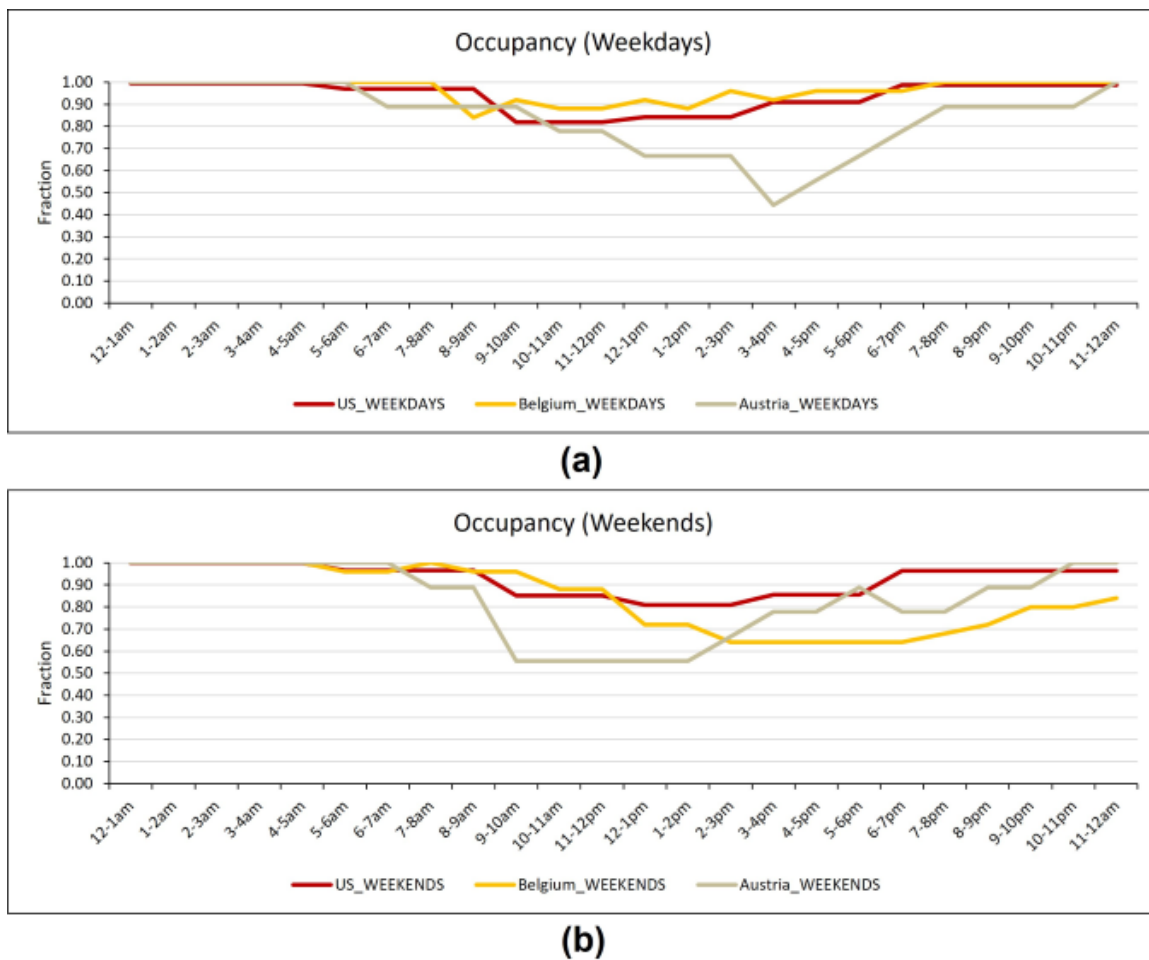 Occupancy (Weekdays)
Fraction
1.00
0.90
0.80
0.70
0.60
0.50
0.40
0.30
0.20
0.10
0.00
12-1am 1-2am 2-3am 3-4am 4-5am 5-6am 6-7am 7-8am 8-9am 9-10am 10-11am 11-12pm 12-1pm 1-2pm 2-3pm 3-4pm 4-5pm 5-6pm 6-7pm 7-8pm 8-9pm 9-10pm 10-11pm 11-12am
US_WEEKDAYS Belgium_WEEKDAYS Austria_WEEKDAYS
(a)
Occupancy (Weekends)
Fraction
1.00
0.90
0.80
0.70
0.60
0.50
0.40
0.30
0.20
0.10
0.00
12-1am 1-2am 2-3am 3-4am 4-5am 5-6am 6-7am 7-8am 8-9am 9-10am 10-11am 11-12pm 12-1pm 1-2pm 2-3pm 3-4pm 4-5pm 5-6pm 6-7pm 7-8pm 8-9pm 9-10pm 10-11pm 11-12am
US_WEEKENDS Belgium_WEEKENDS Austria_WEEKENDS
(b)